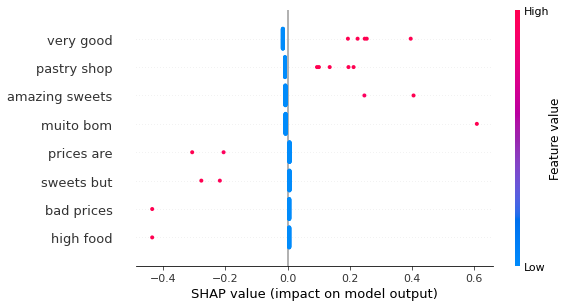 High
very good
pastry shop
amazing sweets
muito bom
prices are
sweets but
bad prices
high food
Feature value
Low
−0.4 −0.2 0.0 0.2 0.4 0.6
SHAP value (impact on model output)